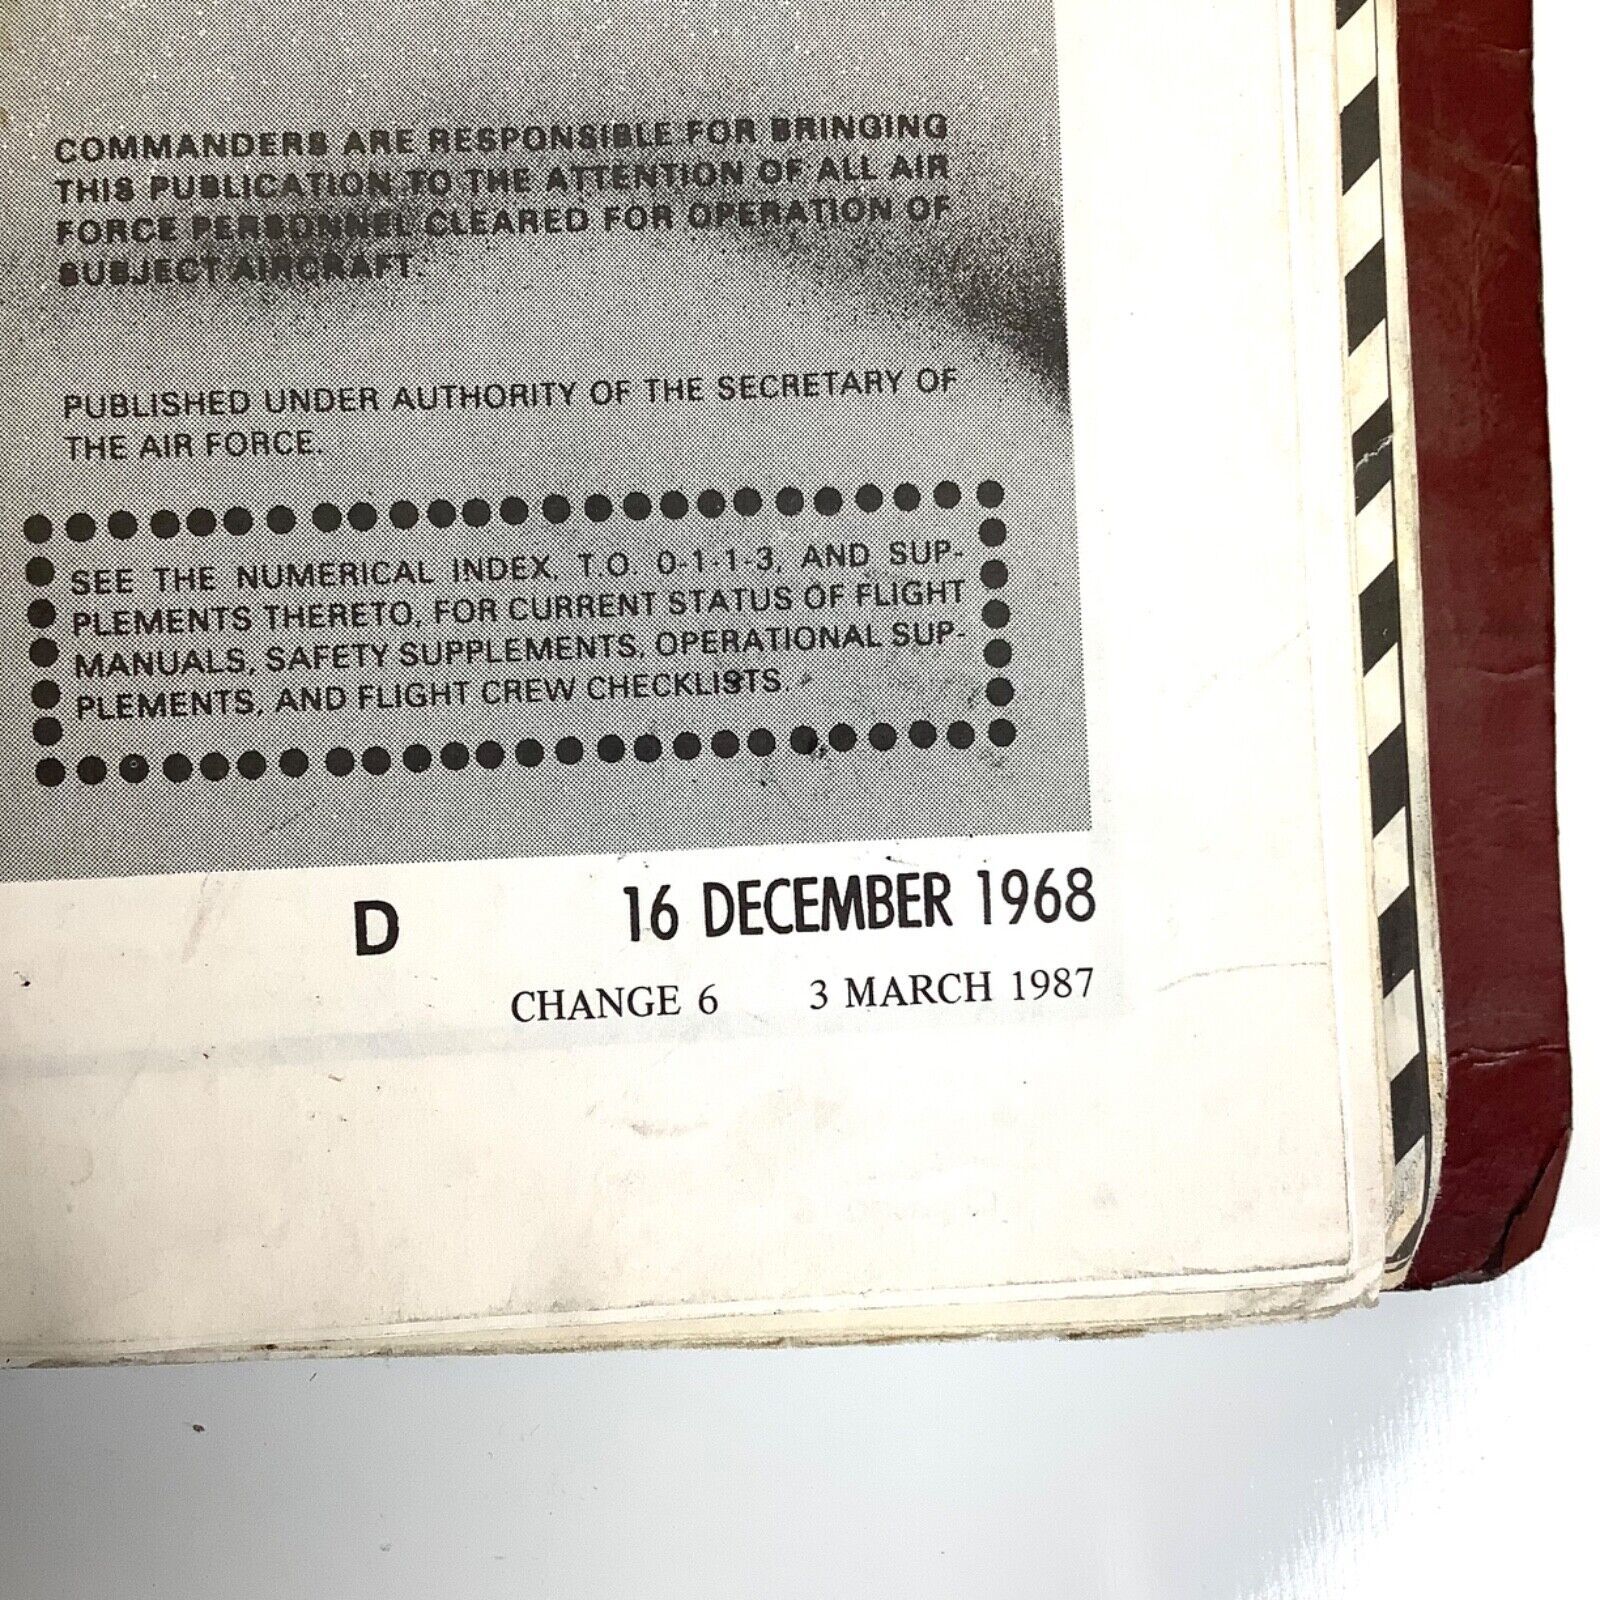 COMMANDERS ARE RESPONSIBLE FOR BRINGING
THIS PUBLICATION TO THE ATTENTION OF ALL AIR
FORCE PERSONNEL CLEARED FOR OPERATION OF
SUBJECT AIRCRAFT.
PUBLISHED UNDER AUTHORITY OF THE SECRETARY OF
THE AIR FORCE.
SEE THE NUMERICAL INDEX, T.O. 0-1-1-3, AND SUP-
PLEMENTS THERETO, FOR CURRENT STATUS OF FLIGHT
MANUALS, SAFETY SUPPLEMENTS, OPERATIONAL SUP-
PLEMENTS, AND FLIGHT CREW CHECKLISTS.
D 16 DECEMBER 1968
CHANGE 6 3 MARCH 1987